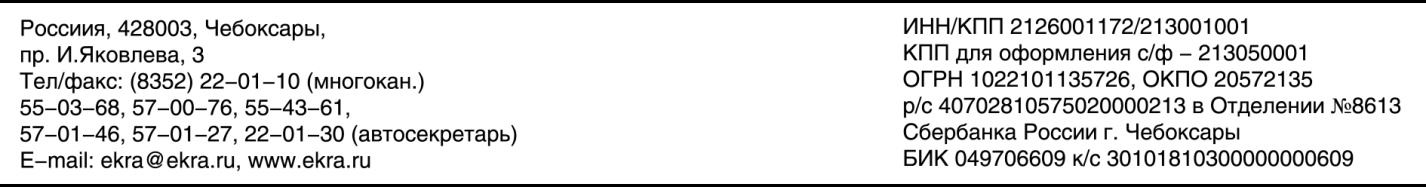 Россиия, 428003, Чебоксары,
пр. И.Яковлева, 3
Тел/факс: (8352) 22–01–10 (многокан.)
55–03–68, 57–00–76, 55–43–61,
57–01–46, 57–01–27, 22–01–30 (автосекретарь)
E–mail: ekra@ekra.ru, www.ekra.ru
ИНН/КПП 2126001172/213001001
КПП для оформления с/ф – 213050001
ОГРН 1022101135726, ОКПО 20572135
р/с 40702810575020000213 в Отделении №8613
Сбербанка России г. Чебоксары
БИК 049706609 к/с 30101810300000000609